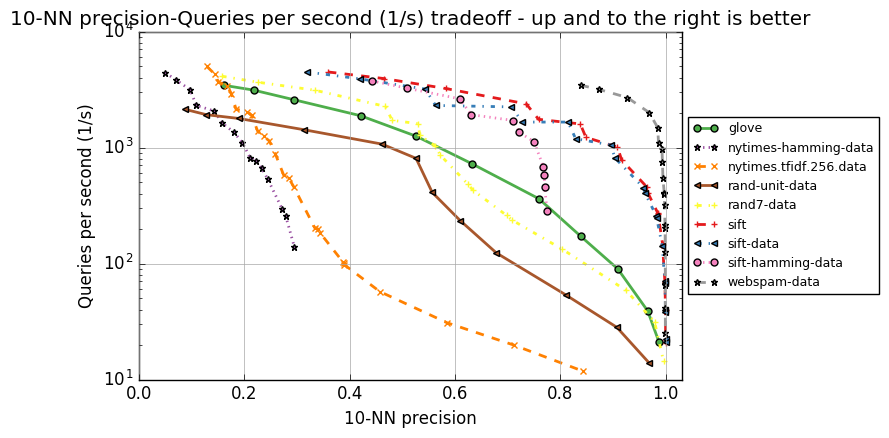 10-NN precision-Queries per second (1/s) tradeoff - up and to the right is better
10⁴
10³
10²
10¹
Queries per second (1/s)
0.0 0.2 0.4 0.6 0.8 1.0
10-NN precision
glove
nytimes-hamming-data
nytimes.tfidf.256.data
rand-unit-data
rand7-data
sift
sift-data
sift-hamming-data
webspam-data